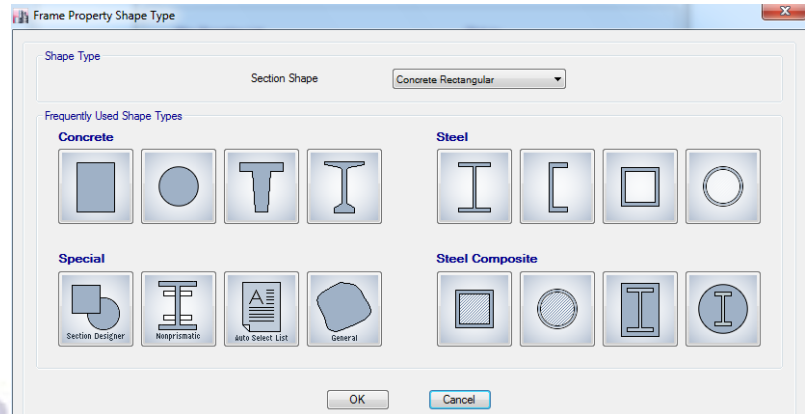 Frame Property Shape Type
Shape Type
Section Shape
Concrete Rectangular
Frequently Used Shape Types
Concrete
Steel
Special
Steel Composite
Section Designer
Nonprismatic
Auto Select List
General
OK
Cancel